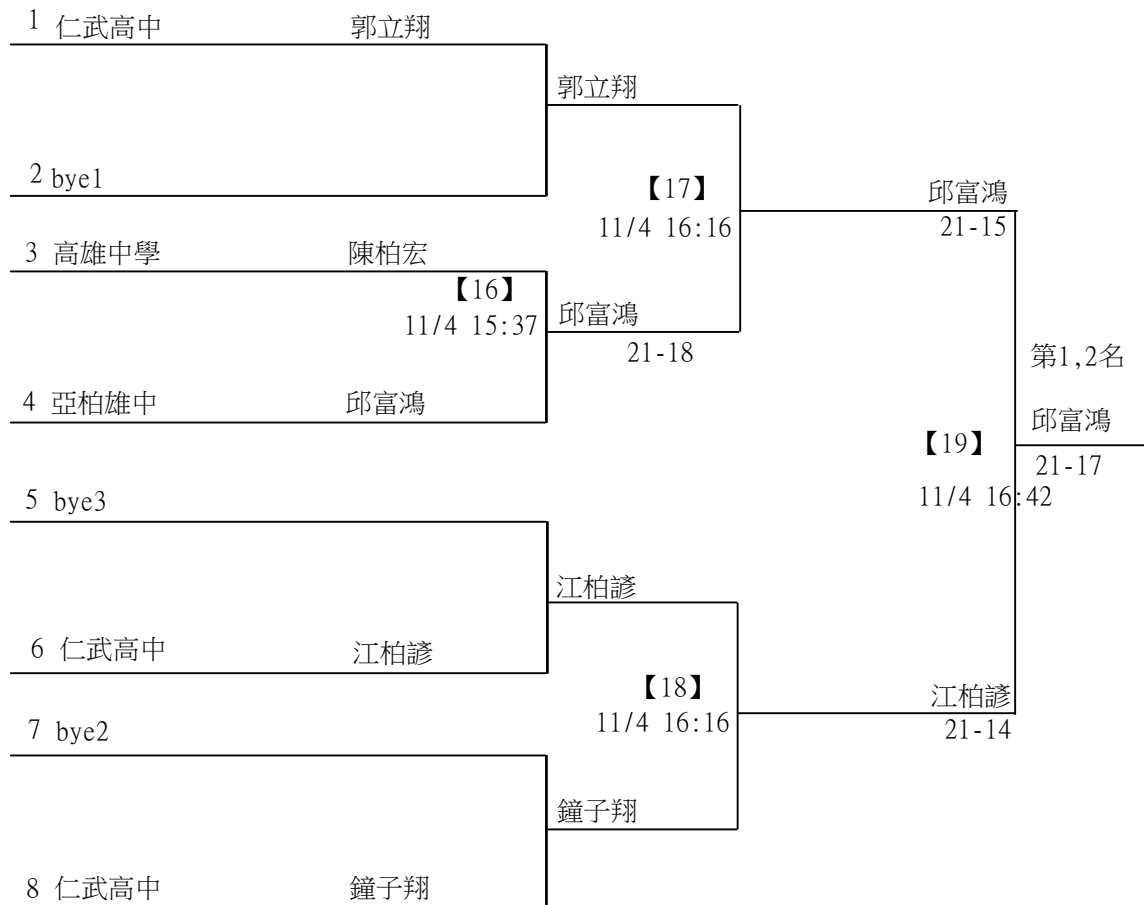 1 仁武高中 郭立翔
郭立翔
2 bye1
【17】
11/4 16:16
邱富鴻
21-15
3 高雄中學 陳柏宏
【16】
11/4 15:37
邱富鴻
21-18
4 亞柏雄中 邱富鴻
第1,2名
邱富鴻
21-17
【19】
11/4 16:42
5 bye3
江柏諺
6 仁武高中 江柏諺
【18】
11/4 16:16
江柏諺
21-14
7 bye2
鐘子翔
8 仁武高中 鐘子翔